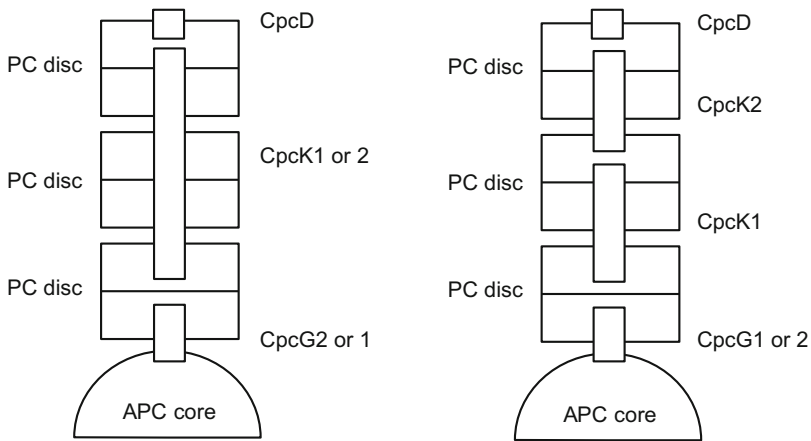 CpcD
PC disc
CpcK1 or 2
PC disc
PC disc
CpcG2 or 1
APC core
CpcD
PC disc
CpcK2
PC disc
CpcK1
PC disc
CpcG1 or 2
APC core